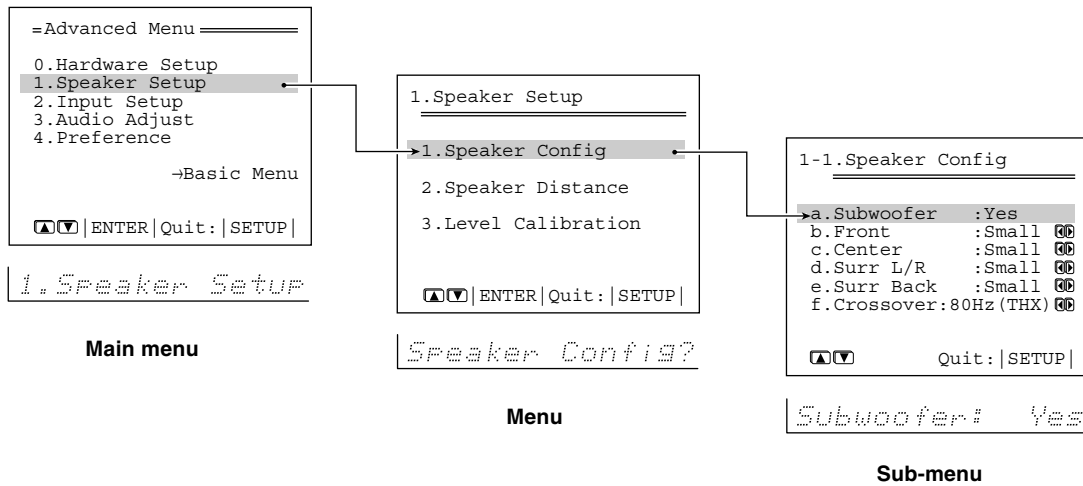 =Advanced Menu
0.Hardware Setup
1.Speaker Setup
2.Input Setup
3.Audio Adjust
4.Preference
→Basic Menu
▲▼|ENTER|Quit:|SETUP|
1.Speaker Setup
Main menu
1.Speaker Setup
1.Speaker Config
2.Speaker Distance
3.Level Calibration
▲▼|ENTER|Quit:|SETUP|
Speaker Config?
Menu
1-1.Speaker Config
a.Subwoofer :Yes
b.Front :Small ◀▶
c.Center :Small ◀▶
d.Surr L/R :Small ◀▶
e.Surr Back :Small ◀▶
f.Crossover:80Hz(THX)◀▶
▲▼ Quit:|SETUP|
Subwoofer: Yes
Sub-menu